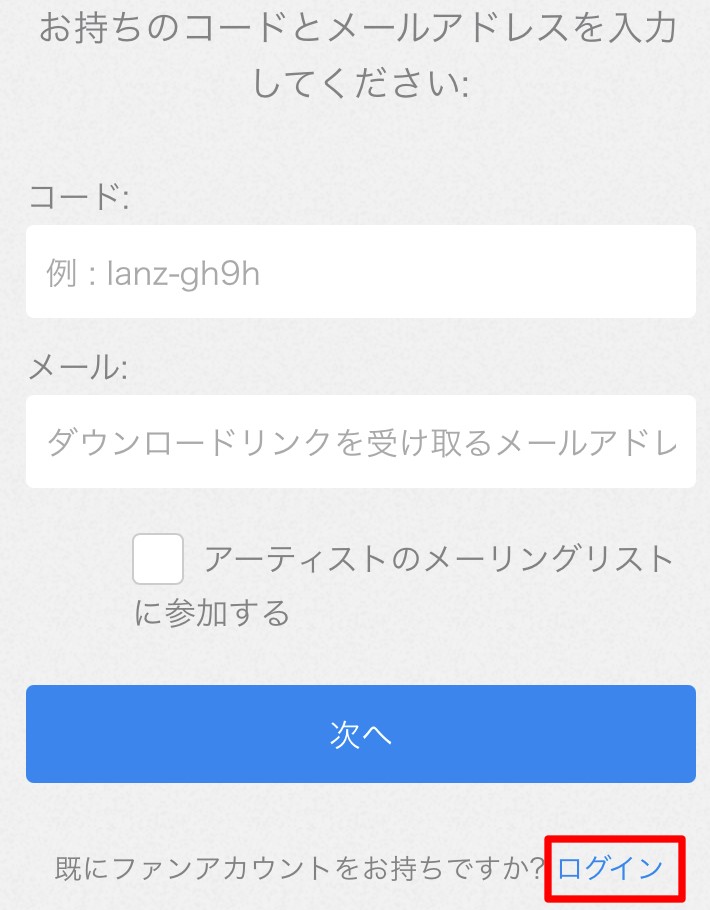 お持ちのコードとメールアドレスを入力
してください:
コード:
例 : lanz-gh9h
メール:
ダウンロードリンクを受け取るメールアドレ
アーティストのメーリングリスト
に参加する
次へ
既にファンアカウントをお持ちですか? ログイン